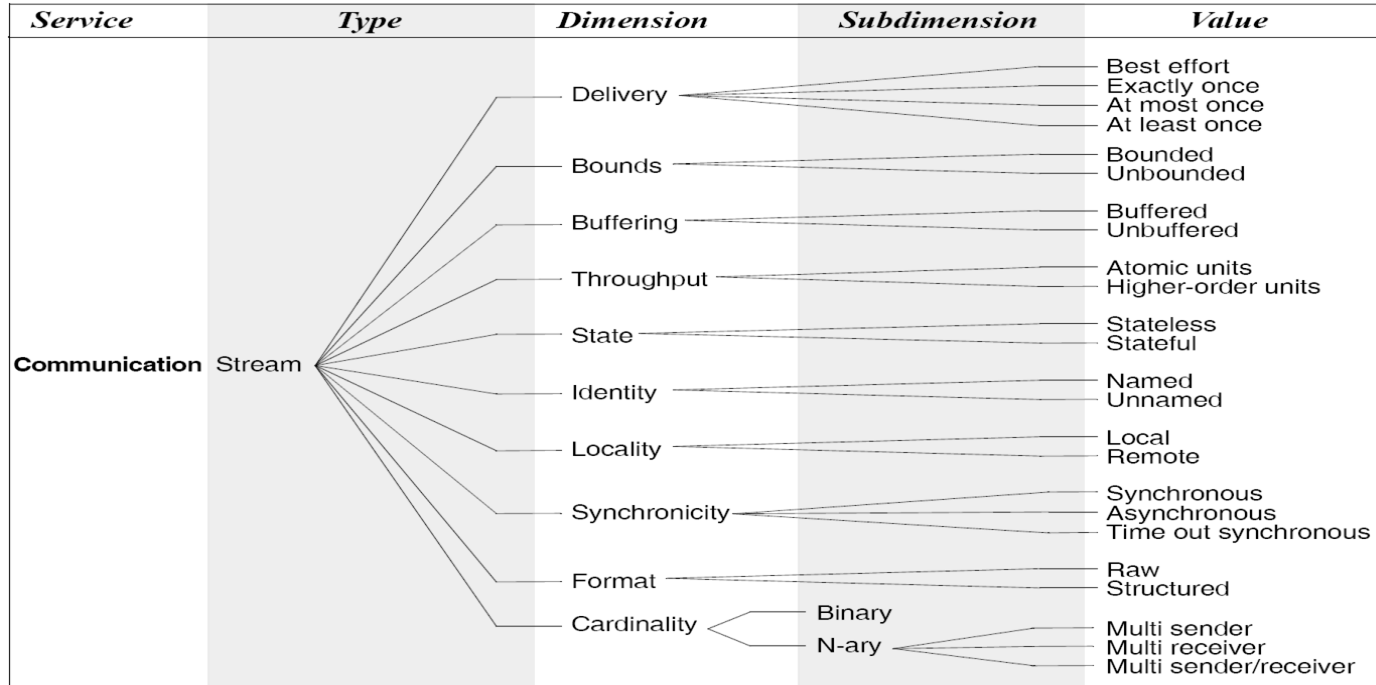 Service Type Dimension Subdimension Value
Best effort
Delivery Exactly once
At most once
At least once
Bounds Bounded
Unbounded
Buffering Buffered
Unbuffered
Throughput Atomic units
Higher-order units
State Stateless
Stateful
Communication Stream
Identity Named
Unnamed
Locality Local
Remote
Synchronous
Synchronicity Asynchronous
Time out synchronous
Format Raw
Structured
Cardinality Binary
N-ary Multi sender
Multi receiver
Multi sender/receiver